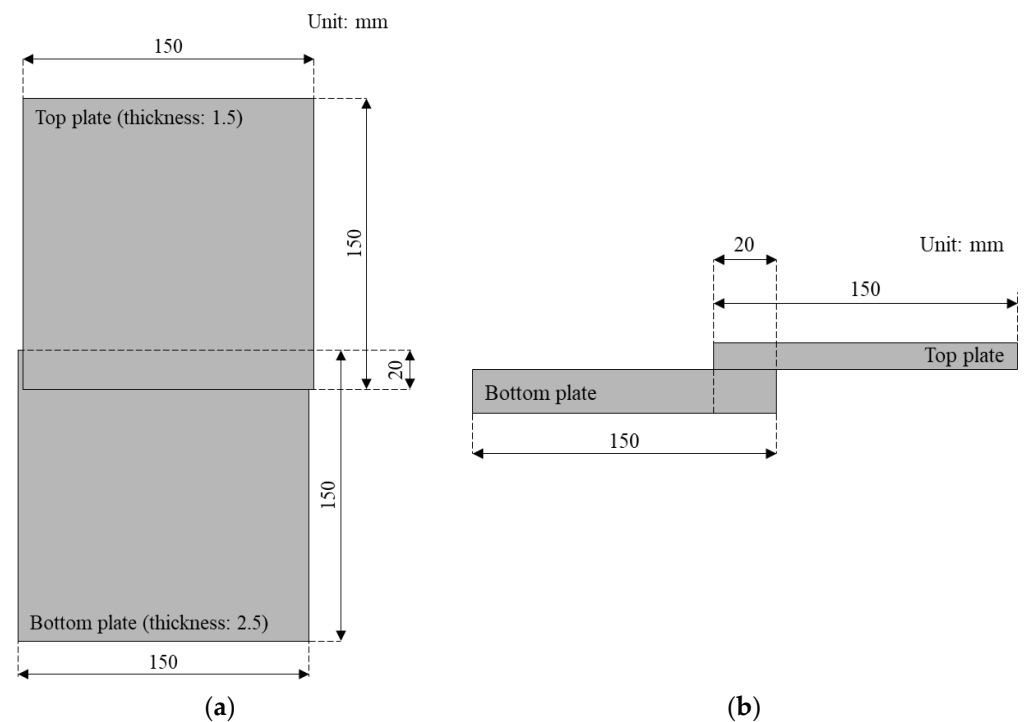 Unit: mm
150
Top plate (thickness: 1.5)
150
20
150
Bottom plate (thickness: 2.5)
150
(a)
20
Unit: mm
150
Top plate
Bottom plate
150
(b)